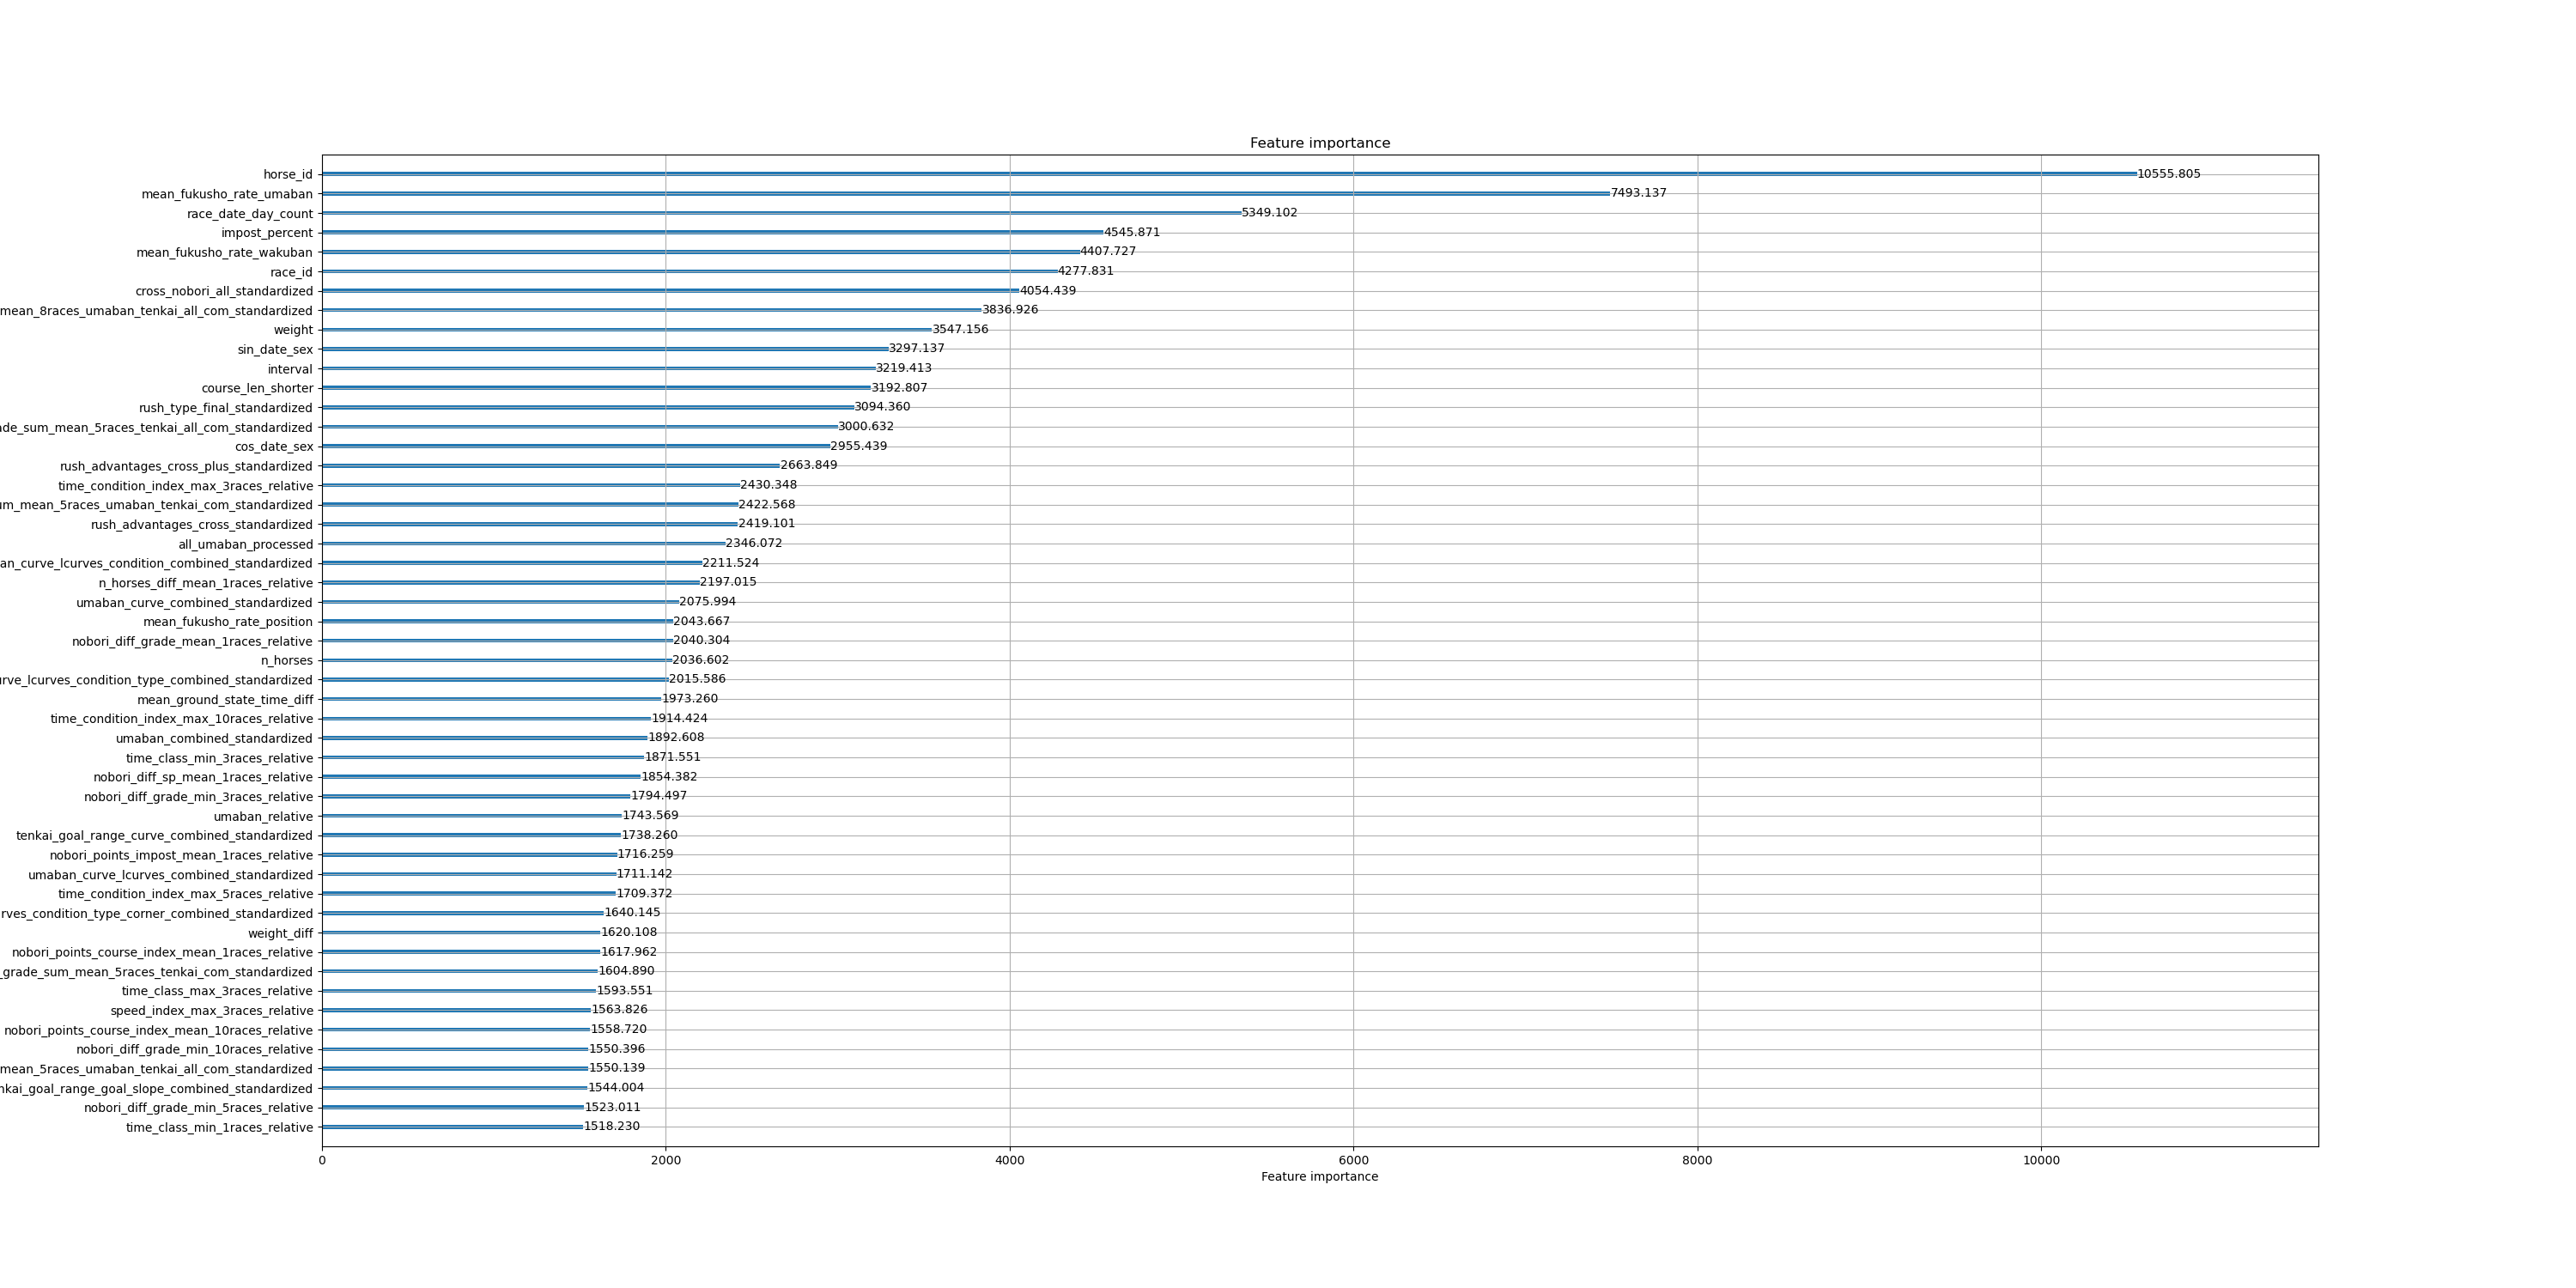 Feature importance
horse_id 10555.805
mean_fukusho_rate_umaban 7493.137
race_date_day_count 5349.102
impost_percent 4545.871
mean_fukusho_rate_wakuban 4407.727
race_id 4277.831
cross_nobori_all_standardized 4054.439
mean_8races_umaban_tenkai_all_com_standardized 3836.926
weight 3547.156
sin_date_sex 3297.137
interval 3219.413
course_len_shorter 3192.807
rush_type_final_standardized 3094.360
ade_sum_mean_5races_tenkai_all_com_standardized 3000.632
cos_date_sex 2955.439
rush_advantages_cross_plus_standardized 2663.849
time_condition_index_max_3races_relative 2430.348
um_mean_5races_umaban_tenkai_com_standardized 2422.568
rush_advantages_cross_standardized 2419.101
all_umaban_processed 2346.072
an_curve_lcurves_condition_combined_standardized 2211.524
n_horses_diff_mean_1races_relative 2197.015
umaban_curve_combined_standardized 2075.994
mean_fukusho_rate_position 2043.667
nobori_diff_grade_mean_1races_relative 2040.304
n_horses 2036.602
urve_lcurves_condition_type_combined_standardized 2015.586
mean_ground_state_time_diff 1973.260
time_condition_index_max_10races_relative 1914.424
umaban_combined_standardized 1892.608
time_class_min_3races_relative 1871.551
nobori_diff_sp_mean_1races_relative 1854.382
nobori_diff_grade_min_3races_relative 1794.497
umaban_relative 1743.569
tenkai_goal_range_curve_combined_standardized 1738.260
nobori_points_impost_mean_1races_relative 1716.259
umaban_curve_lcurves_combined_standardized 1711.142
time_condition_index_max_5races_relative 1709.372
rves_condition_type_corner_combined_standardized 1640.145
weight_diff 1620.108
nobori_points_course_index_mean_1races_relative 1617.962
_grade_sum_mean_5races_tenkai_com_standardized 1604.890
time_class_max_3races_relative 1593.551
speed_index_max_3races_relative 1563.826
nobori_points_course_index_mean_10races_relative 1558.720
nobori_diff_grade_min_10races_relative 1550.396
mean_5races_umaban_tenkai_all_com_standardized 1550.139
nkai_goal_range_goal_slope_combined_standardized 1544.004
nobori_diff_grade_min_5races_relative 1523.011
time_class_min_1races_relative 1518.230
0 2000 4000 6000 8000 10000
Feature importance